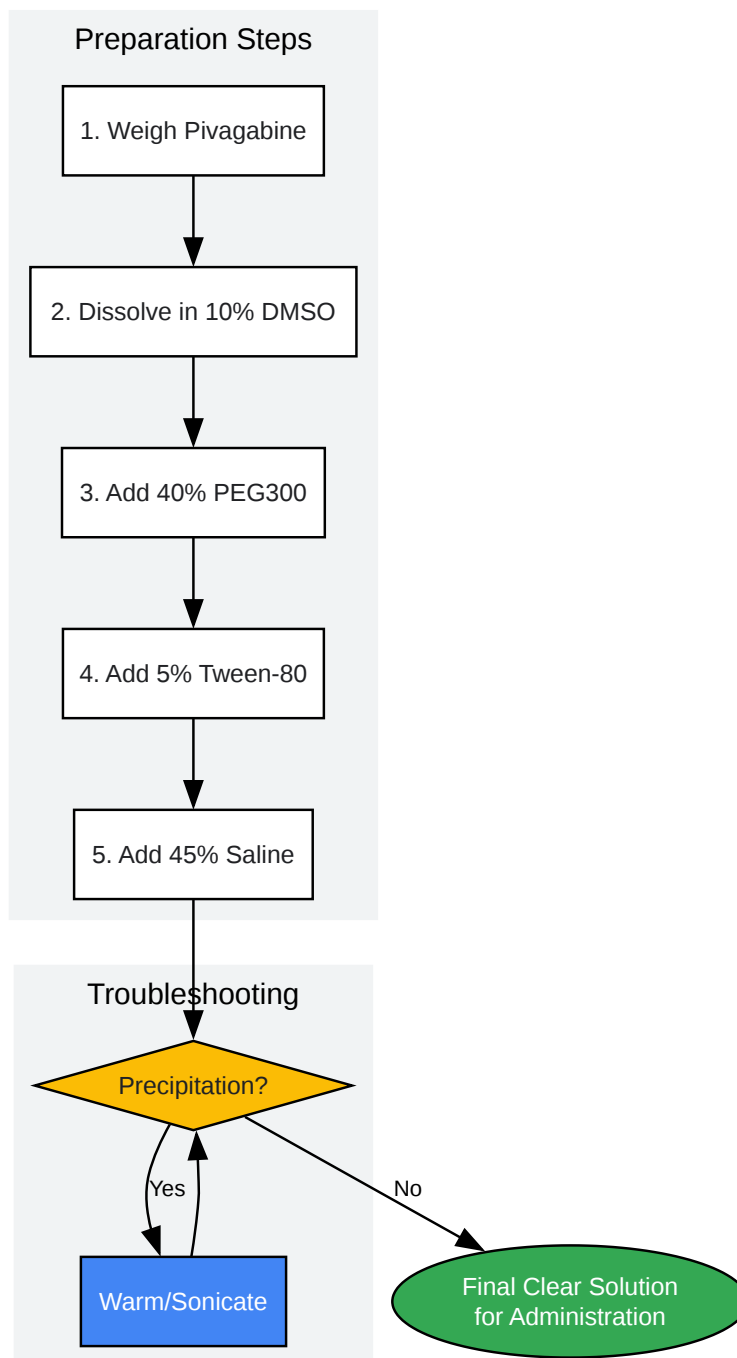 Preparation Steps
1. Weigh Pivagabine
2. Dissolve in 10% DMSO
3. Add 40% PEG300
4. Add 5% Tween-80
5. Add 45% Saline
Troubleshooting
Precipitation?
Yes
No
Warm/Sonicate
Final Clear Solution
for Administration